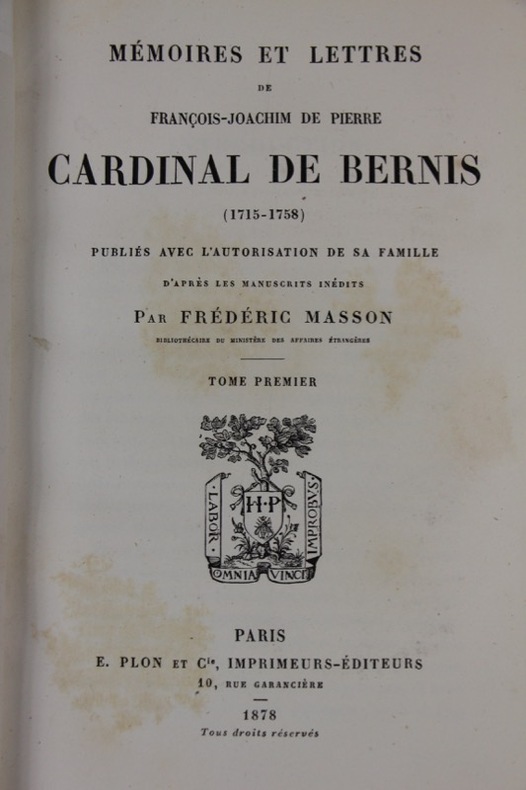 MÉMOIRES ET LETTRES
DE
FRANÇOIS-JOACHIM DE PIERRE
CARDINAL DE BERNIS
(1715-1758)
PUBLIÉS AVEC L'AUTORISATION DE SA FAMILLE
D'APRÈS LES MANUSCRITS INÉDITS
PAR FRÉDÉRIC MASSON
BIBLIOTHÉCAIRE DU MINISTÈRE DES AFFAIRES ÉTRANGÈRES
TOME PREMIER
LABOR
H·P
IMPROBVS
OMNIA VINCIT
PARIS
E. PLON ET Cie, IMPRIMEURS-ÉDITEURS
10, RUE GARANCIÈRE
1878
Tous droits réservés